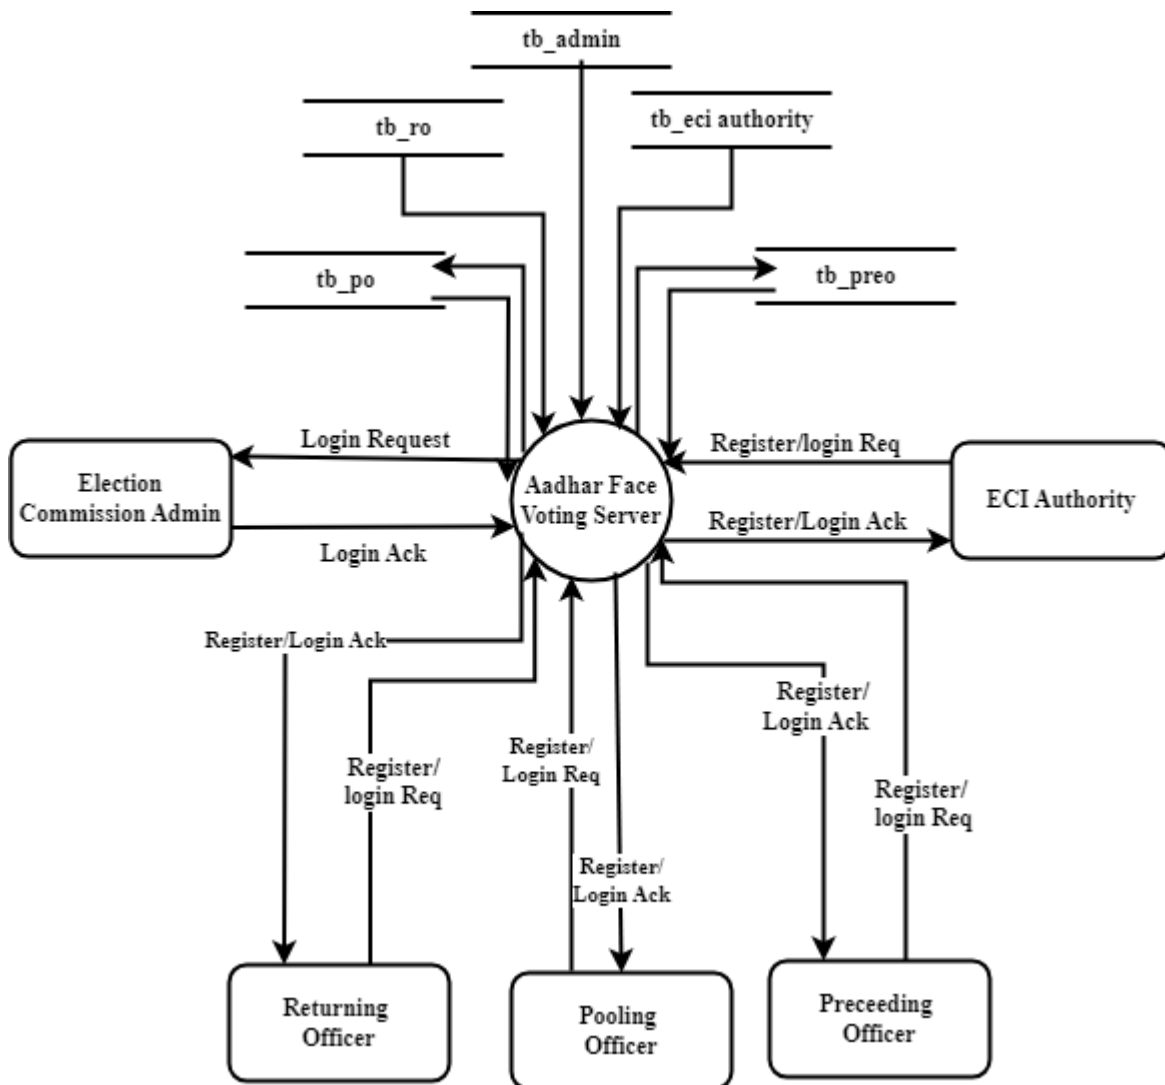 tb_admin
tb_ro
tb_eci authority
tb_po
tb_preo
Login Request
Register/login Req
Election
Commission Admin
Aadhar Face
Voting Server
ECI Authority
Register/Login Ack
Login Ack
Register/Login Ack
Register/
Login Ack
Register/
Login Req
Register/
login Req
Register/
login Req
Register/
Login Ack
Returning
Officer
Pooling
Officer
Preceeding
Officer